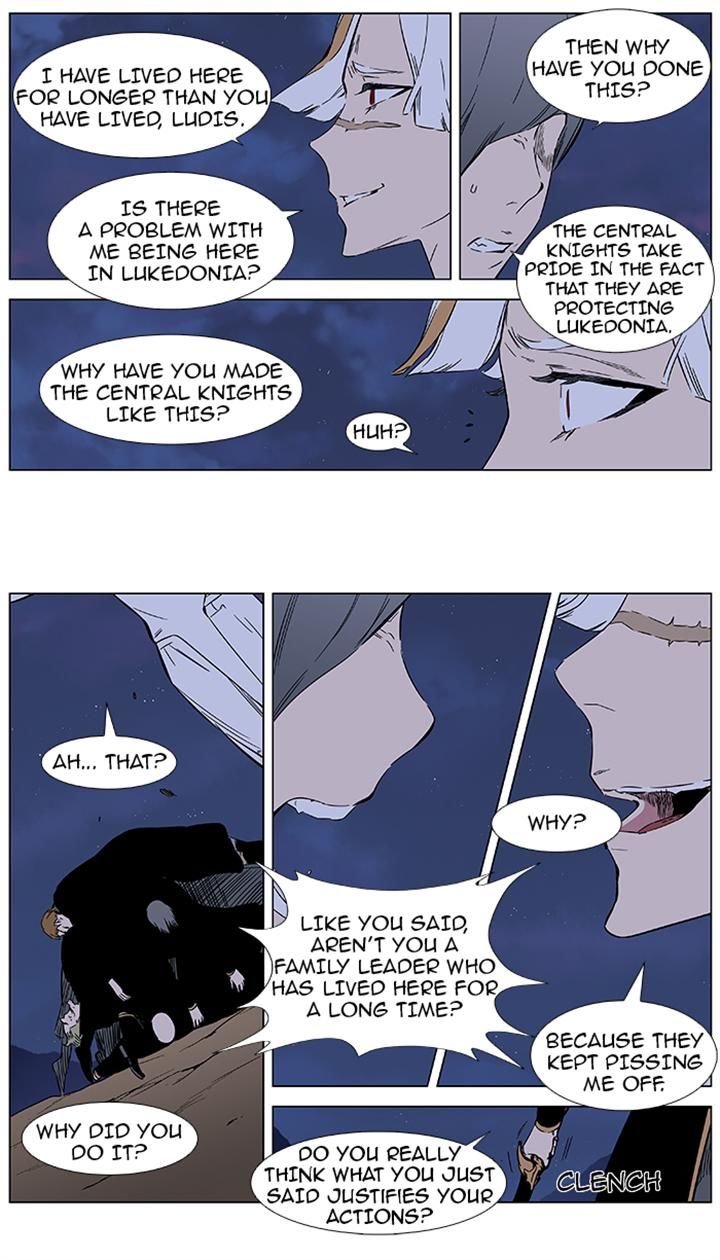 I HAVE LIVED HERE
FOR LONGER THAN YOU
HAVE LIVED, LUDIS.
IS THERE
A PROBLEM WITH
ME BEING HERE
IN LUKEDONIA?
THEN WHY
HAVE YOU DONE
THIS?
THE CENTRAL
KNIGHTS TAKE
PRIDE IN THE FACT
THAT THEY ARE
PROTECTING
LUKEDONIA.
WHY HAVE YOU MADE
THE CENTRAL KNIGHTS
LIKE THIS?
HUH?
AH... THAT?
WHY?
LIKE YOU SAID,
AREN'T YOU A
FAMILY LEADER WHO
HAS LIVED HERE FOR
A LONG TIME?
WHY DID YOU
DO IT?
BECAUSE THEY
KEPT PISSING
ME OFF.
DO YOU REALLY
THINK WHAT YOU JUST
SAID JUSTIFIES YOUR
ACTIONS?
CLENCH